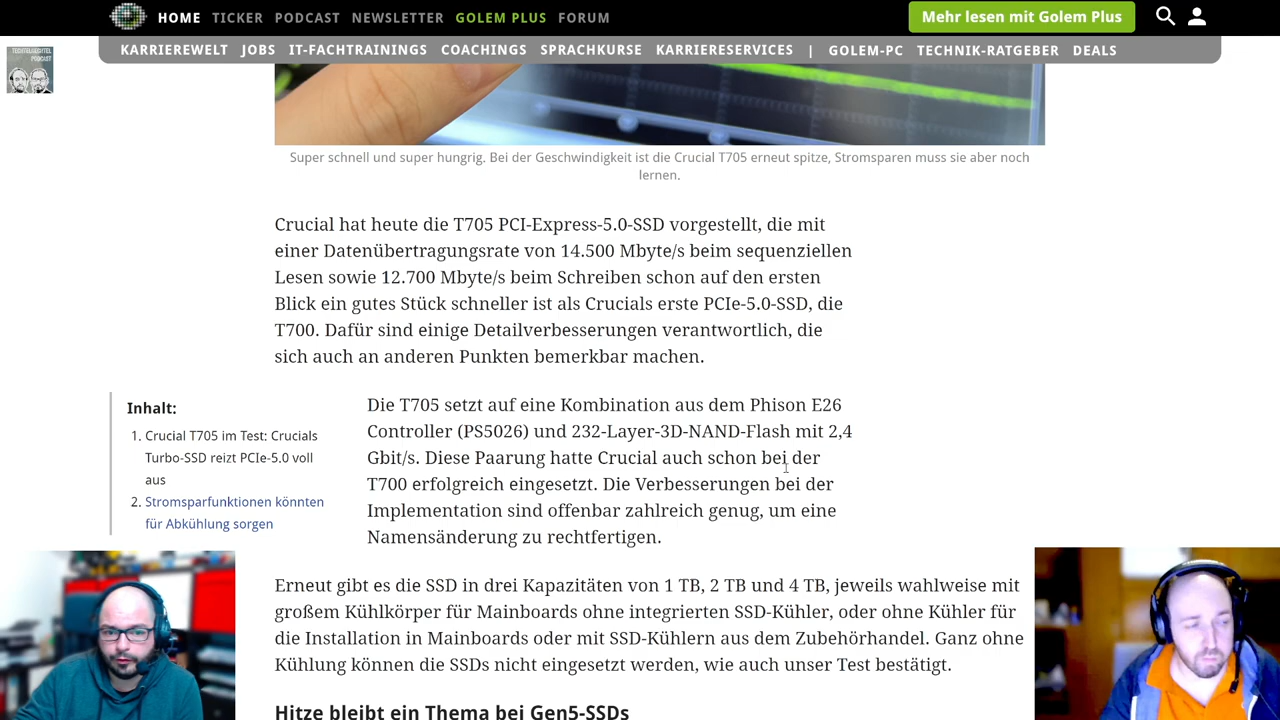 HOME TICKER PODCAST NEWSLETTER GOLEM PLUS FORUM Mehr lesen mit Golem Plus
KARRIEREWELT JOBS IT-FACHTRAININGS COACHINGS SPRACHKURSE KARRIERESERVICES | GOLEM-PC TECHNIK-RATGEBER DEALS
PODCAST
Super schnell und super hungrig. Bei der Geschwindigkeit ist die Crucial T705 erneut spitze, Stromsparen muss sie aber noch
lernen.
Crucial hat heute die T705 PCI-Express-5.0-SSD vorgestellt, die mit
einer Datenübertragungsrate von 14.500 Mbyte/s beim sequenziellen
Lesen sowie 12.700 Mbyte/s beim Schreiben schon auf den ersten
Blick ein gutes Stück schneller ist als Crucials erste PCIe-5.0-SSD, die
T700. Dafür sind einige Detailverbesserungen verantwortlich, die
sich auch an anderen Punkten bemerkbar machen.
Inhalt:
1. Crucial T705 im Test: Crucials
Turbo-SSD reizt PCIe-5.0 voll
aus
2. Stromsparfunktionen könnten
für Abkühlung sorgen
Die T705 setzt auf eine Kombination aus dem Phison E26
Controller (PS5026) und 232-Layer-3D-NAND-Flash mit 2,4
Gbit/s. Diese Paarung hatte Crucial auch schon bei der
T700 erfolgreich eingesetzt. Die Verbesserungen bei der
Implementation sind offenbar zahlreich genug, um eine
Namensänderung zu rechtfertigen.
Erneut gibt es die SSD in drei Kapazitäten von 1 TB, 2 TB und 4 TB, jeweils wahlweise mit
großem Kühlkörper für Mainboards ohne integrierten SSD-Kühler, oder ohne Kühler für
die Installation in Mainboards oder mit SSD-Kühlern aus dem Zubehörhandel. Ganz ohne
Kühlung können die SSDs nicht eingesetzt werden, wie auch unser Test bestätigt.
Hitze bleibt ein Thema bei Gen5-SSDs